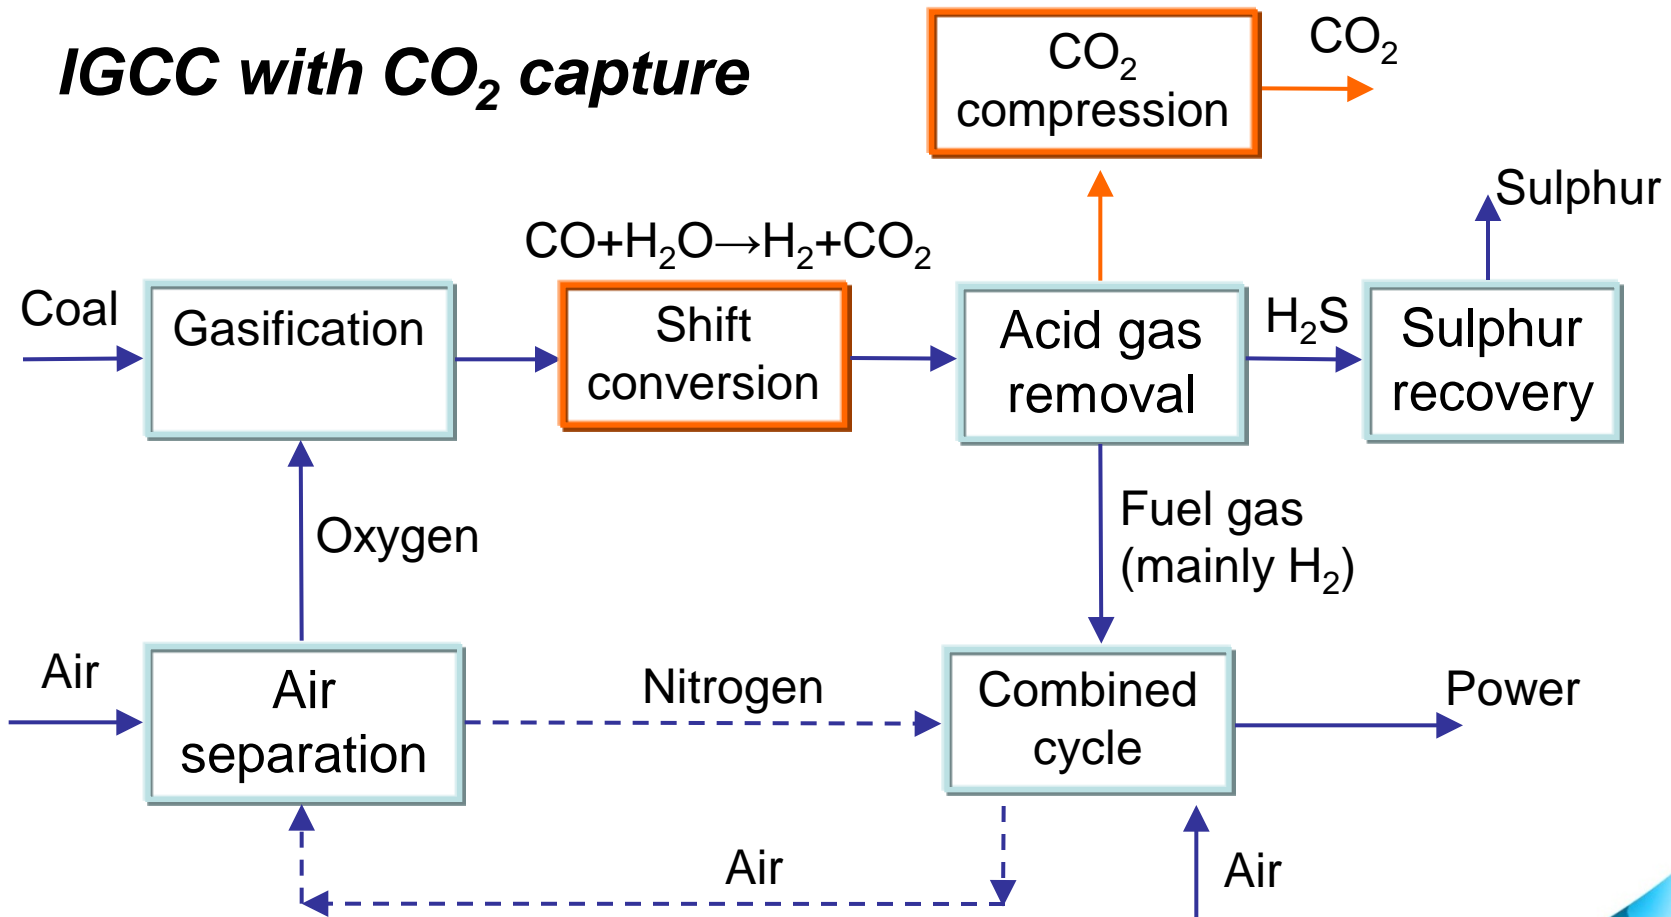 IGCC with CO₂ capture
CO₂
compression
CO₂
Sulphur
CO+H₂O→H₂+CO₂
Coal
Gasification
Shift
conversion
Acid gas
removal
H₂S
Sulphur
recovery
Oxygen
Fuel gas
(mainly H₂)
Air
Air
separation
Nitrogen
Combined
cycle
Power
Air
Air